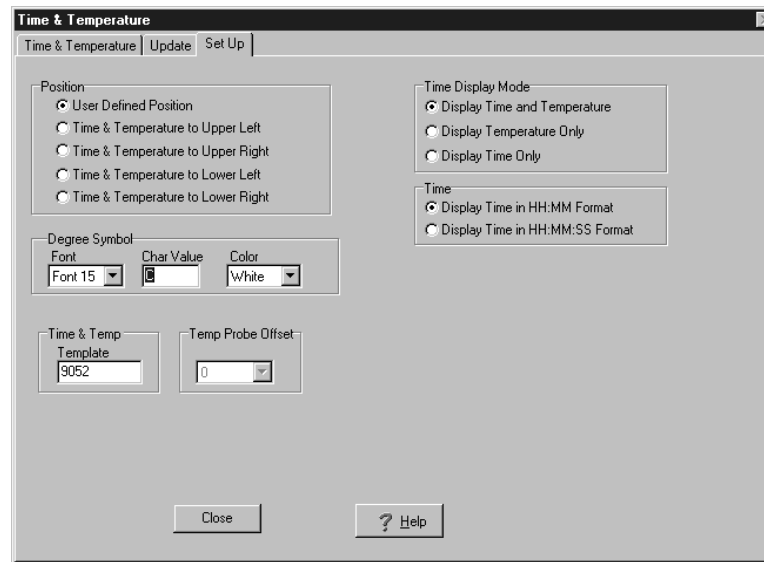 Time & Temperature
Time & Temperature Update Set Up
Position
User Defined Position
Time & Temperature to Upper Left
Time & Temperature to Upper Right
Time & Temperature to Lower Left
Time & Temperature to Lower Right
Time Display Mode
Display Time and Temperature
Display Temperature Only
Display Time Only
Time
Display Time in HH:MM Format
Display Time in HH:MM:SS Format
Degree Symbol
Font Char Value Color
Font 15 C White
Time & Temp
Template
9052
Temp Probe Offset
0
Close
? Help